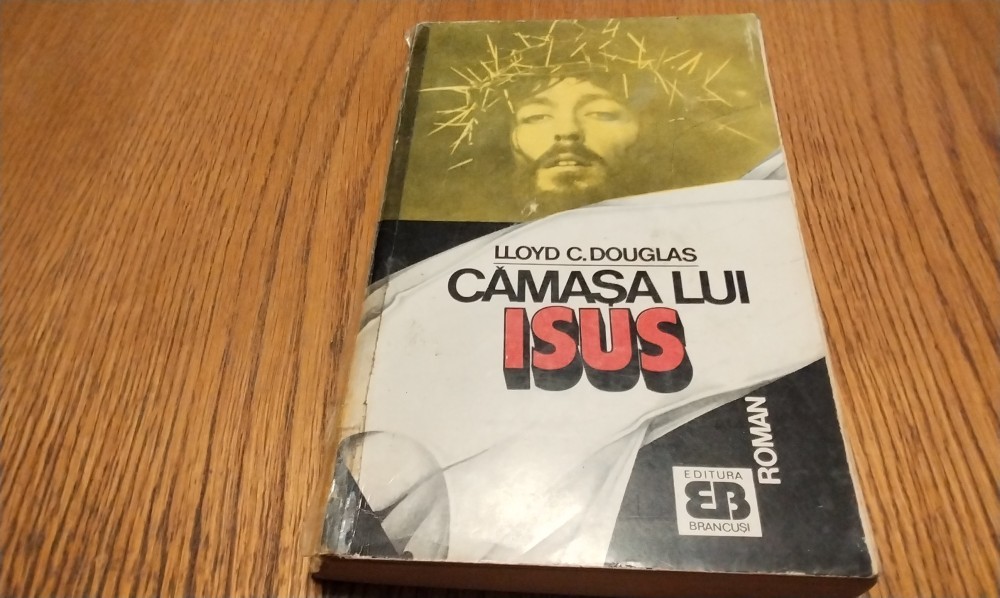 LLOYD C. DOUGLAS
CĂMAȘA LUI
ISUS
ROMAN
EDITURA
EB
BRANCUȘI